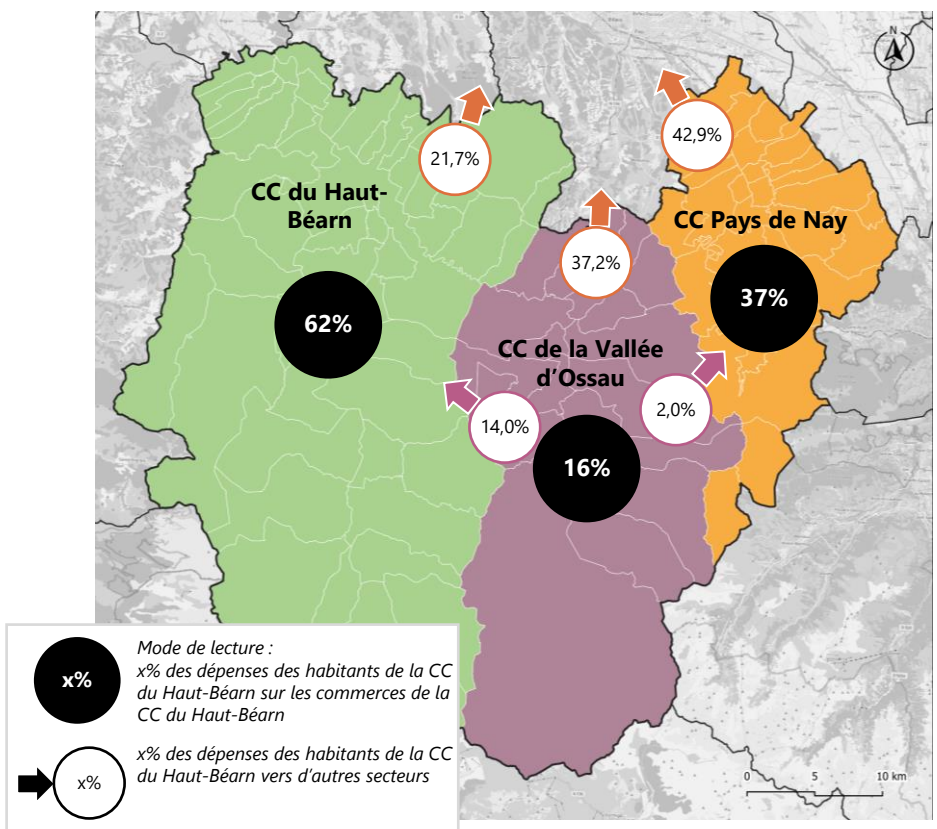 N
42,9%
21,7%
CC du Haut-
Béarn
CC Pays de Nay
37,2%
37%
62%
CC de la Vallée
d'Ossau
2,0%
14,0%
16%
Mode de lecture :
x%
x% des dépenses des habitants de la CC
du Haut-Béarn sur les commerces de la
CC du Haut-Béarn
x% des dépenses des habitants de la CC
du Haut-Béarn vers d'autres secteurs
x%
0 5 10 km